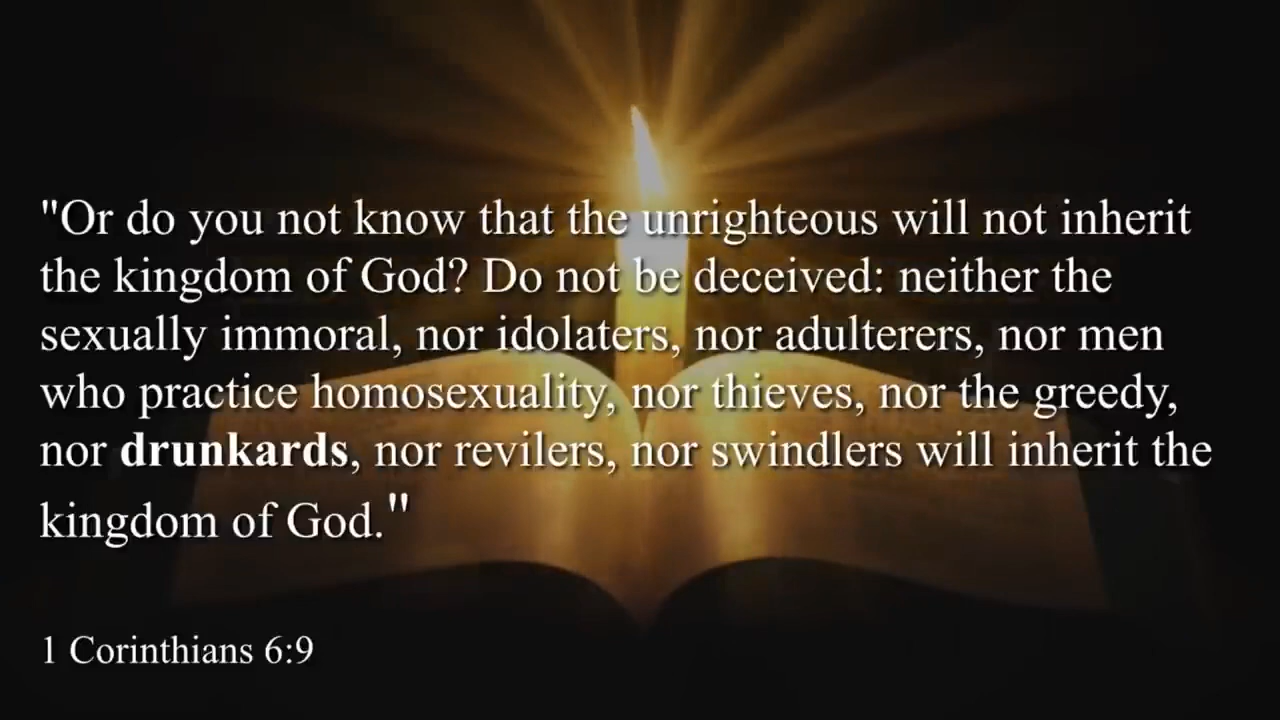 "Or do you not know that the unrighteous will not inherit
the kingdom of God? Do not be deceived: neither the
sexually immoral, nor idolaters, nor adulterers, nor men
who practice homosexuality, nor thieves, nor the greedy,
nor drunkards, nor revilers, nor swindlers will inherit the
kingdom of God."
1 Corinthians 6:9